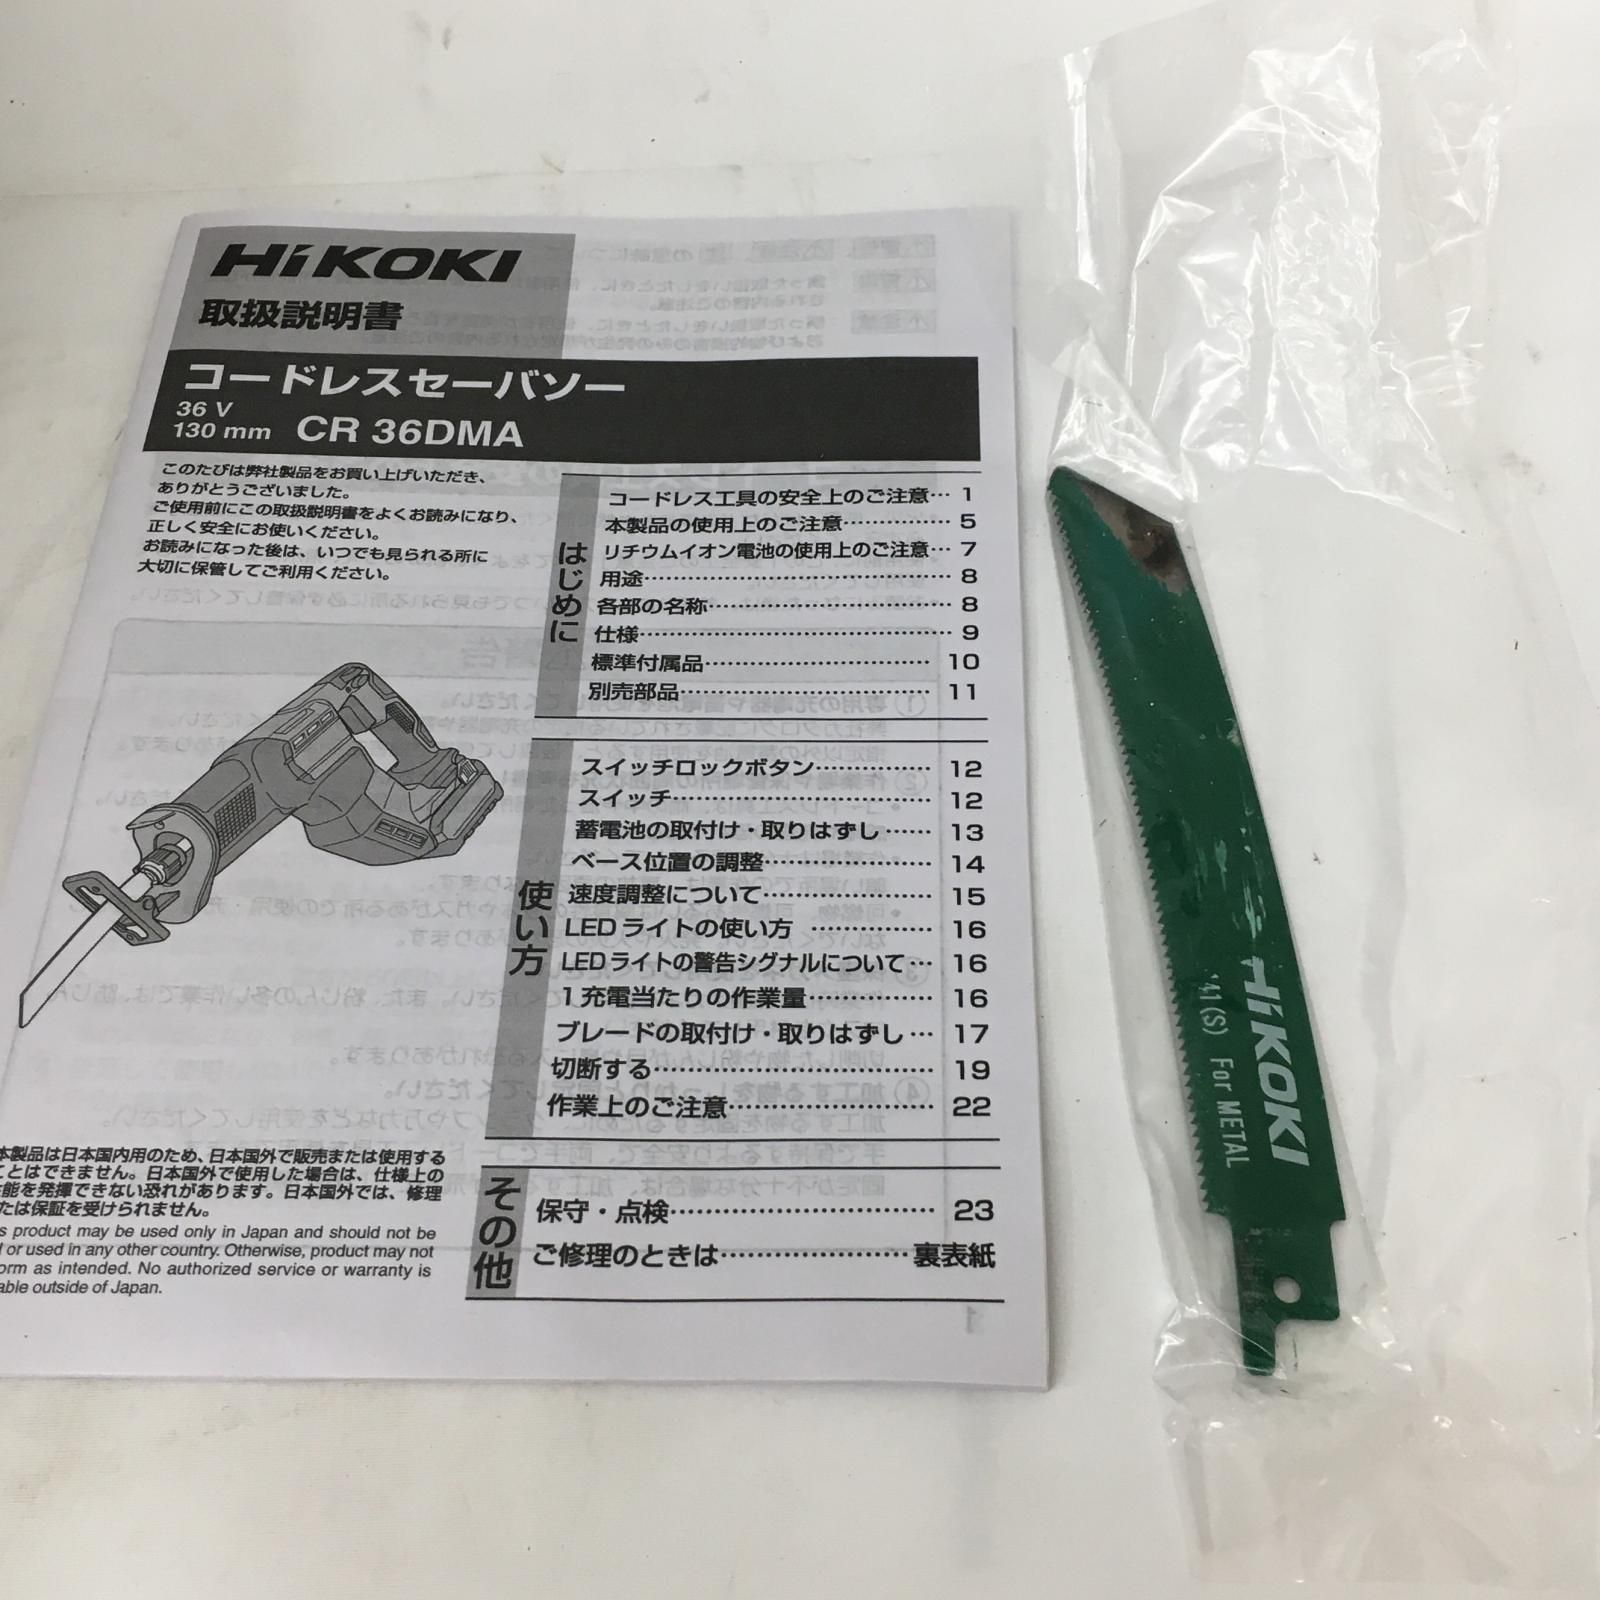 HiKOKI
取扱説明書
コードレスセーバソー
36 V
130 mm CR 36DMA
このたびは弊社製品をお買い上げいただき、
ありがとうございました。
ご使用前にこの取扱説明書をよくお読みになり、
正しく安全にお使いください。
お読みになった後は、いつでも見られる所に
大切に保管してご利用ください。
はじめに
コードレス工具の安全上のご注意… 1
本製品の使用上のご注意…………… 5
リチウムイオン電池の使用上のご注意… 7
用途…………………………………… 8
各部の名称…………………………… 8
仕様…………………………………… 9
標準付属品…………………………… 10
別売部品……………………………… 11
使い方
スイッチロックボタン…………… 12
スイッチ…………………………… 12
蓄電池の取付け・取りはずし…… 13
ベース位置の調整………………… 14
速度調整について………………… 15
LEDライトの使い方 …………… 16
LEDライトの警告シグナルについて… 16
1充電当たりの作業量…………… 16
ブレードの取付け・取りはずし… 17
切断する…………………………… 19
作業上のご注意…………………… 22
その他
保守・点検………………………… 23
ご修理のときは………………… 裏表紙
本製品は日本国内用のため、日本国外で販売または使用する
ことはできません。日本国外で使用した場合は、仕様上の
性能を発揮できない恐れがあります。日本国外では、修理
または保証を受けられません。
product may be used only in Japan and should not be
or used in any other country. Otherwise, product may not
as intended. No authorized service or warranty is
outside of Japan.
HiKOKI
41(S) For METAL